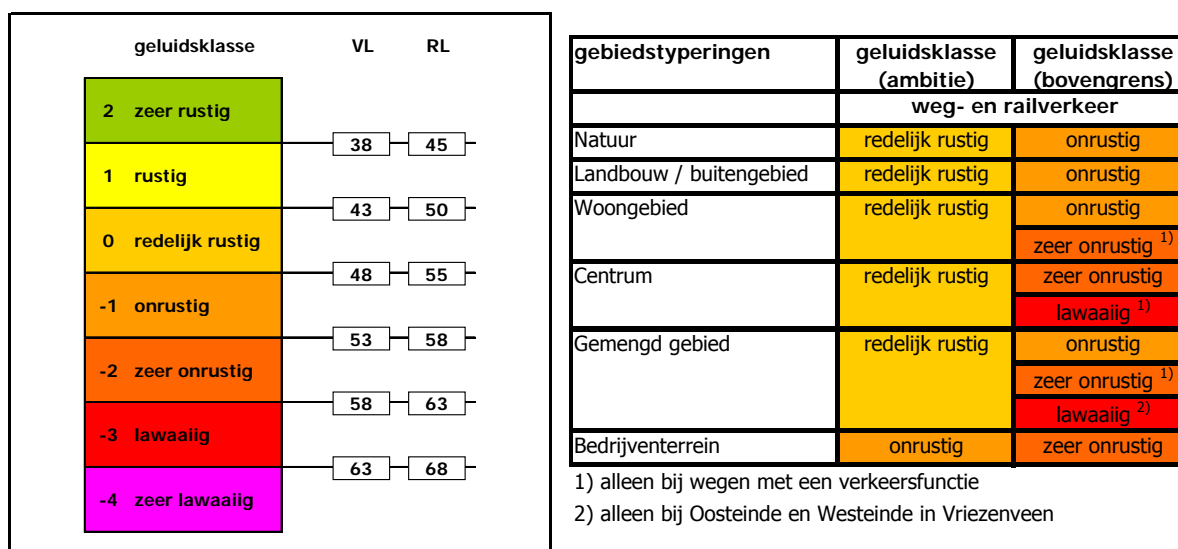 geluidsklasse VL RL
2 zeer rustig
38 45
1 rustig
43 50
0 redelijk rustig
48 55
-1 onrustig
53 58
-2 zeer onrustig
58 63
-3 lawaaiig
63 68
-4 zeer lawaaiig
gebiedstyperingen geluidsklasse geluidsklasse
(ambitie) (bovengrens)
weg- en railverkeer
Natuur redelijk rustig onrustig
Landbouw / buitengebied redelijk rustig onrustig
Woongebied redelijk rustig onrustig
zeer onrustig 1)
Centrum redelijk rustig zeer onrustig
lawaaiig 1)
Gemengd gebied redelijk rustig onrustig
zeer onrustig 1)
lawaaiig 2)
Bedrijventerrein onrustig zeer onrustig
1) alleen bij wegen met een verkeersfunctie
2) alleen bij Oosteinde en Westeinde in Vriezenveen